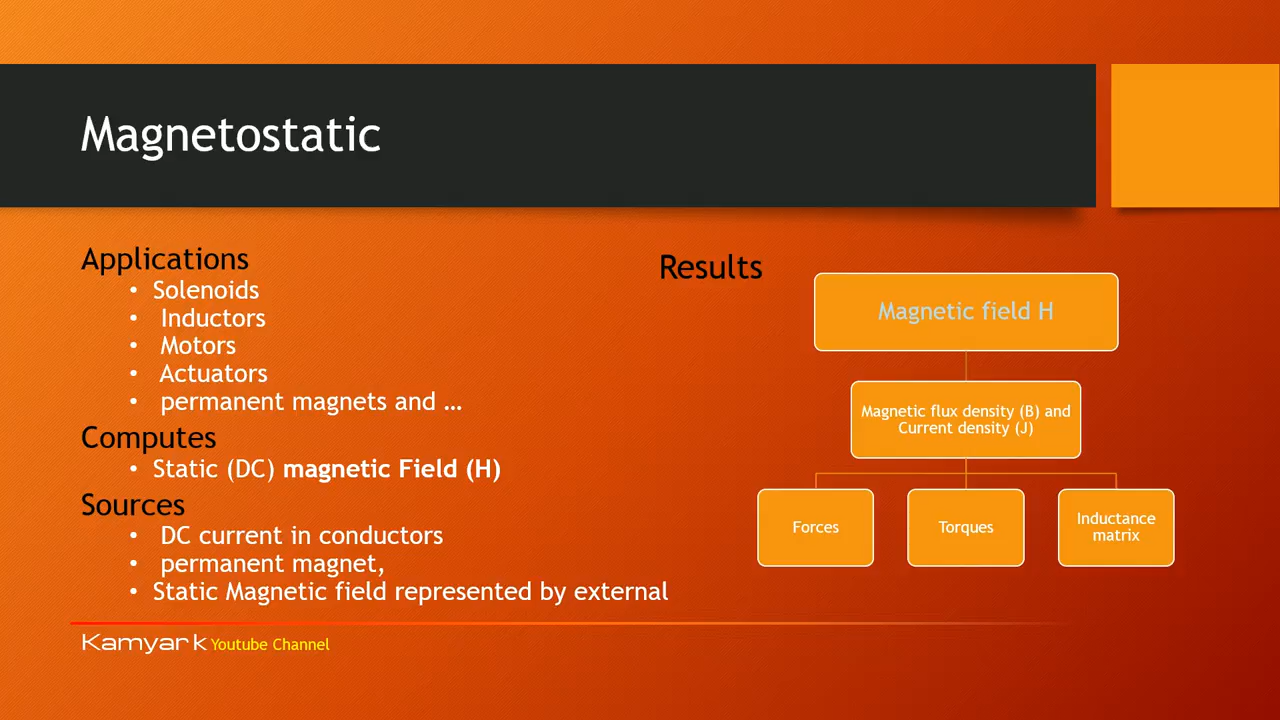 Magnetostatic
Applications
• Solenoids
• Inductors
• Motors
• Actuators
• permanent magnets and …
Computes
• Static (DC) magnetic Field (H)
Sources
• DC current in conductors
• permanent magnet,
• Static Magnetic field represented by external
Results
Magnetic field H
Magnetic flux density (B) and
Current density (J)
Forces
Torques
Inductance
matrix
Kamyar k Youtube Channel